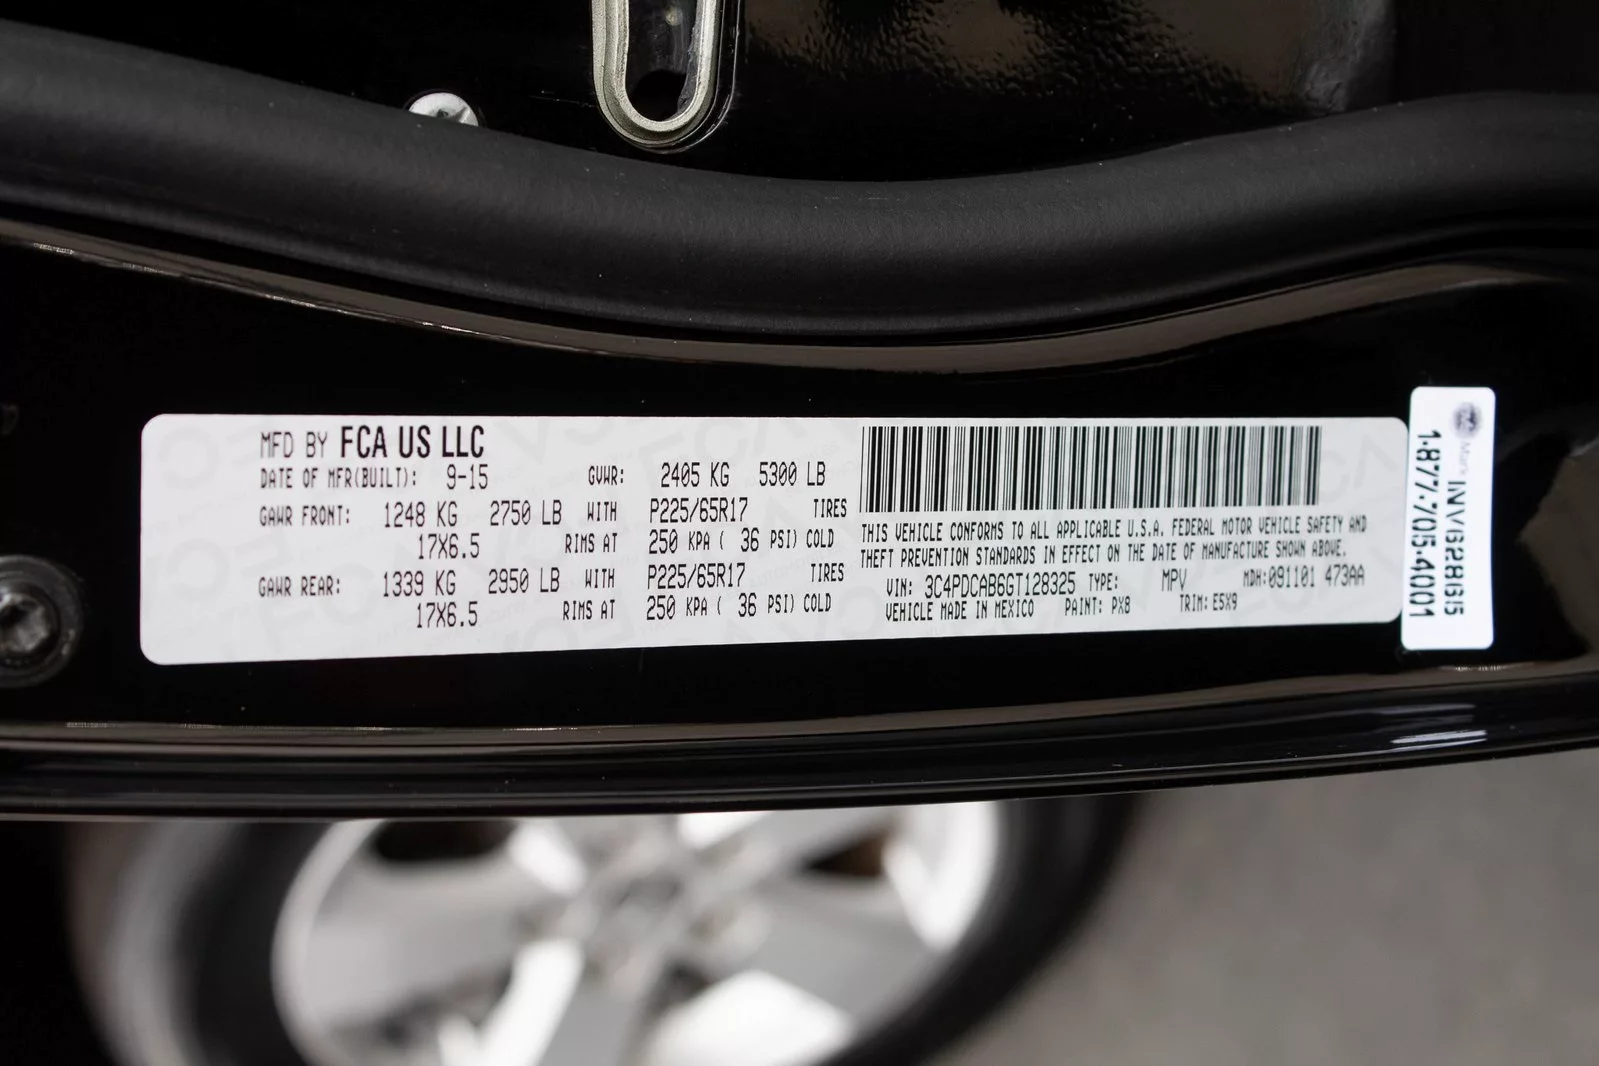 MFD BY FCA US LLC
DATE OF MFR(BUILT): 9-15 GVWR: 2405 KG 5300 LB
GAWR FRONT: 1248 KG 2750 LB WITH P225/65R17 TIRES
17X6.5 RIMS AT 250 KPA ( 36 PSI) COLD
GAWR REAR: 1339 KG 2950 LB WITH P225/65R17 TIRES
17X6.5 RIMS AT 250 KPA ( 36 PSI) COLD
THIS VEHICLE CONFORMS TO ALL APPLICABLE U.S.A. FEDERAL MOTOR VEHICLE SAFETY AND
THEFT PREVENTION STANDARDS IN EFFECT ON THE DATE OF MANUFACTURE SHOWN ABOVE.
VIN: 3C4PDCAB6GT128325 TYPE: MPV MDH:091101 473AA
VEHICLE MADE IN MEXICO PAINT: PX8 TRIM: E5X9
INV6288615
1-877-705-4001